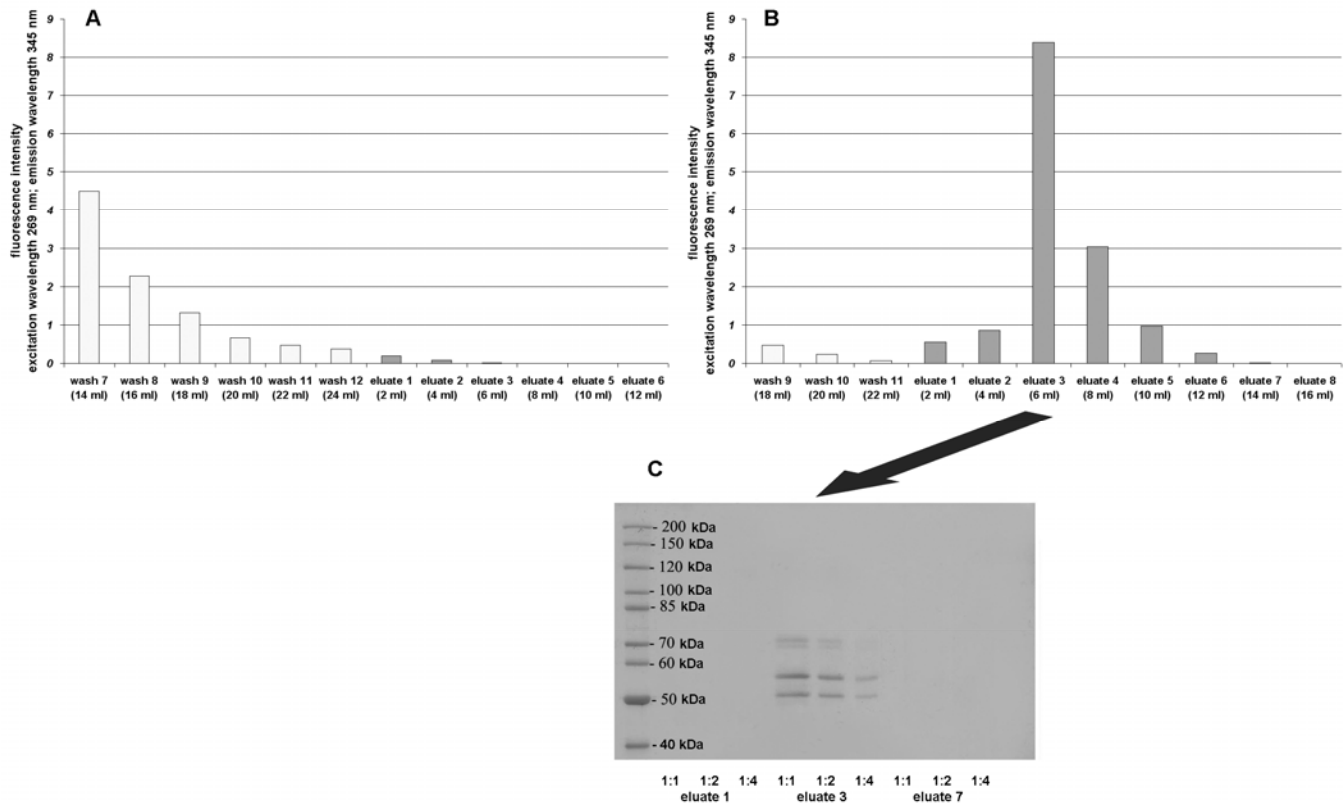 A
fluorescence intensity
excitation wavelength 269 nm; emission wavelength 345 nm
9
8
7
6
5
4
3
2
1
0
wash 7 wash 8 wash 9 wash 10 wash 11 wash 12 eluate 1 eluate 2 eluate 3 eluate 4 eluate 5 eluate 6
(14 ml) (16 ml) (18 ml) (20 ml) (22 ml) (24 ml) (2 ml) (4 ml) (6 ml) (8 ml) (10 ml) (12 ml)
B
fluorescence intensity
excitation wavelength 269 nm; emission wavelength 345 nm
9
8
7
6
5
4
3
2
1
0
wash 9 wash 10 wash 11 eluate 1 eluate 2 eluate 3 eluate 4 eluate 5 eluate 6 eluate 7 eluate 8
(18 ml) (20 ml) (22 ml) (2 ml) (4 ml) (6 ml) (8 ml) (10 ml) (12 ml) (14 ml) (16 ml)
C
- 200 kDa
- 150 kDa
- 120 kDa
- 100 kDa
- 85 kDa
- 70 kDa
- 60 kDa
- 50 kDa
- 40 kDa
1:1 1:2 1:4 1:1 1:2 1:4 1:1 1:2 1:4
eluate 1 eluate 3 eluate 7